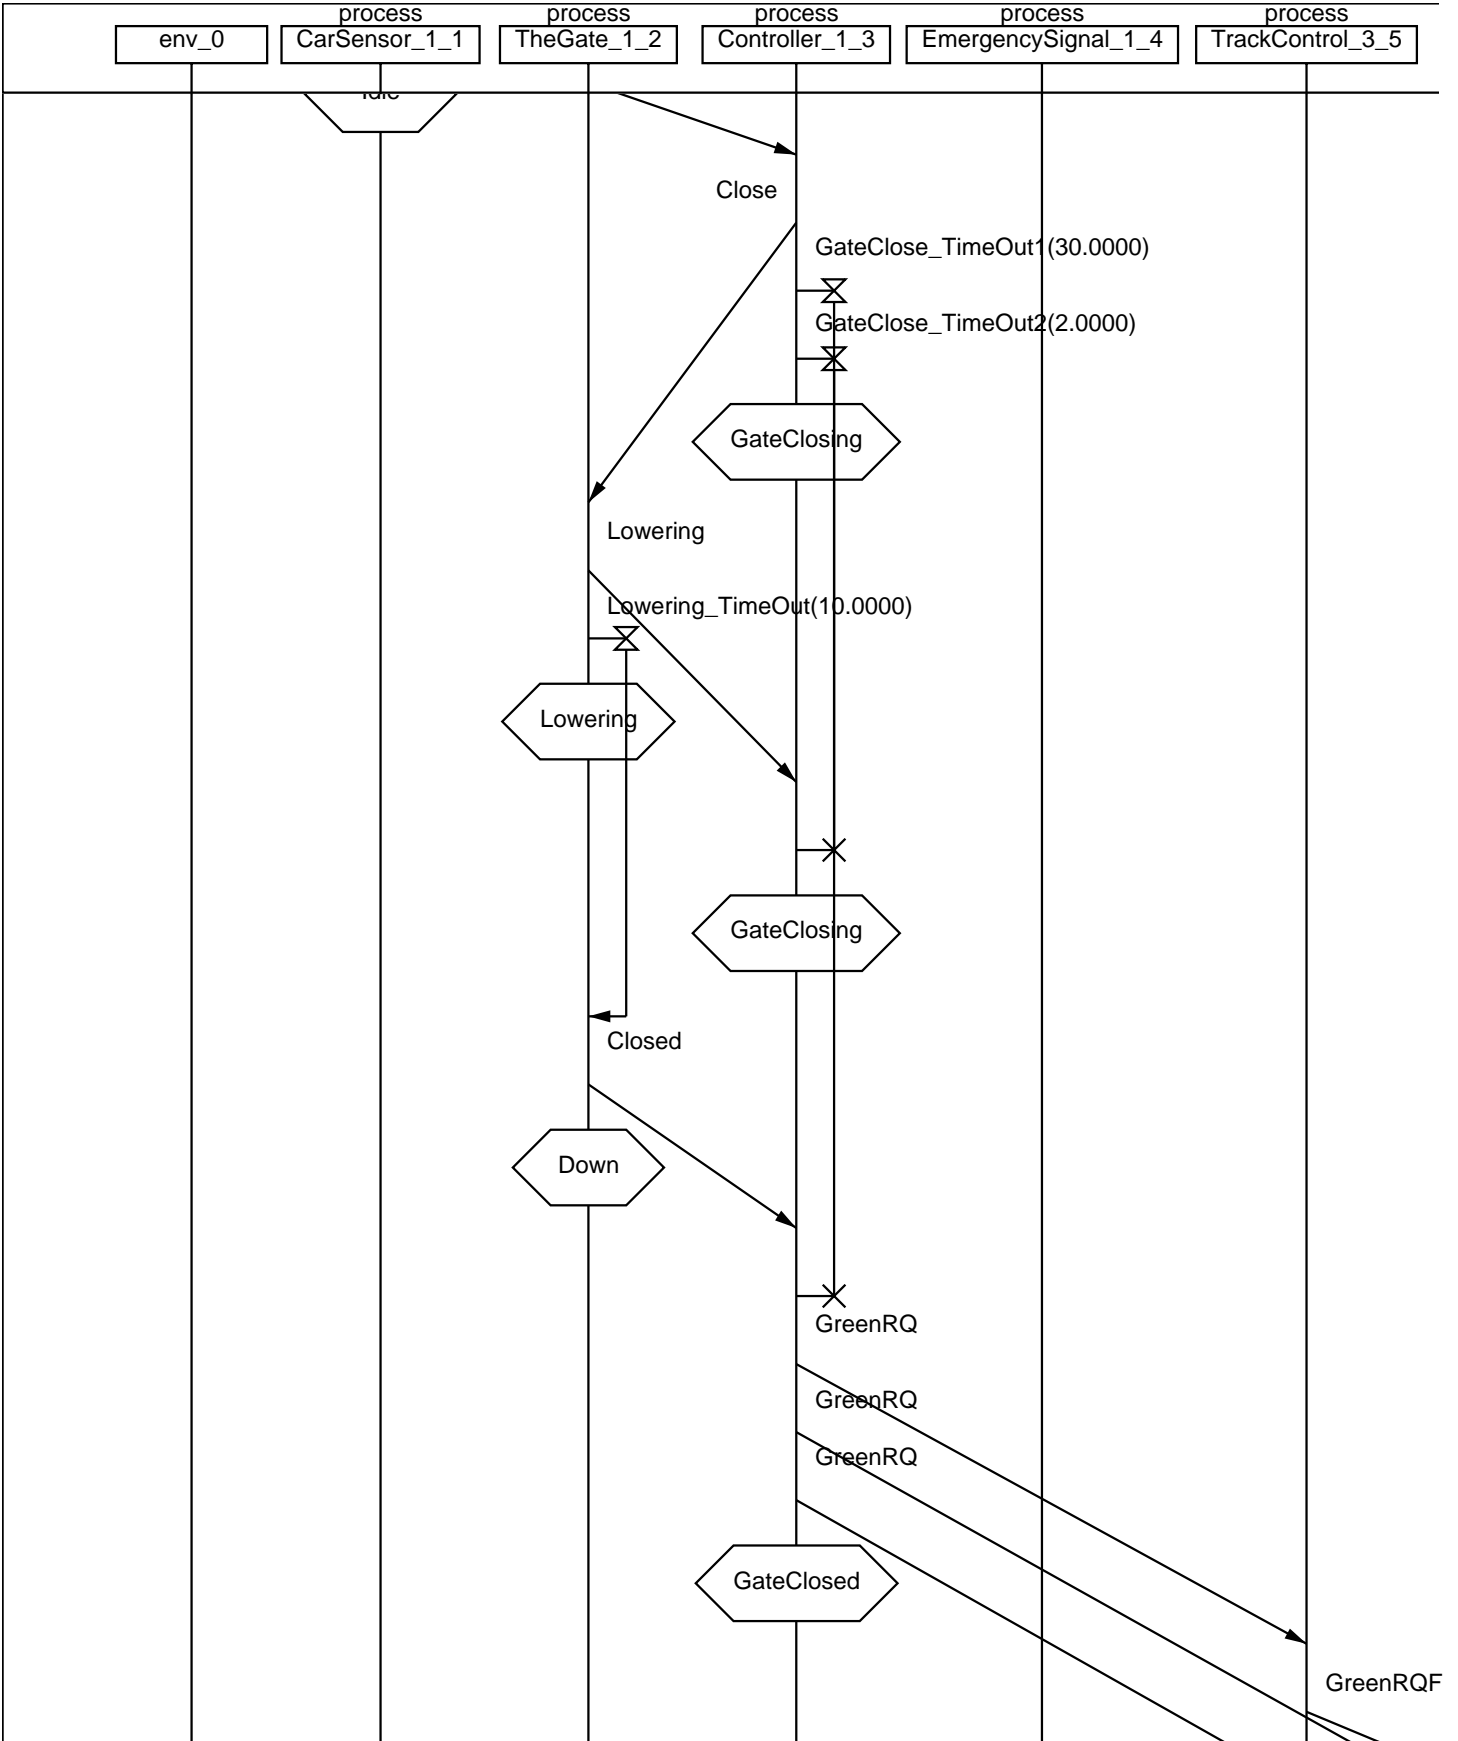 process process process process process
env_0 CarSensor_1_1 TheGate_1_2 Controller_1_3 EmergencySignal_1_4 TrackControl_3_5
Idle
Close
GateClose_TimeOut1(30.0000)
GateClose_TimeOut2(2.0000)
GateClosing
Lowering
Lowering_TimeOut(10.0000)
Lowering
GateClosing
Closed
Down
GreenRQ
GreenRQ
GreenRQ
GateClosed
GreenRQF